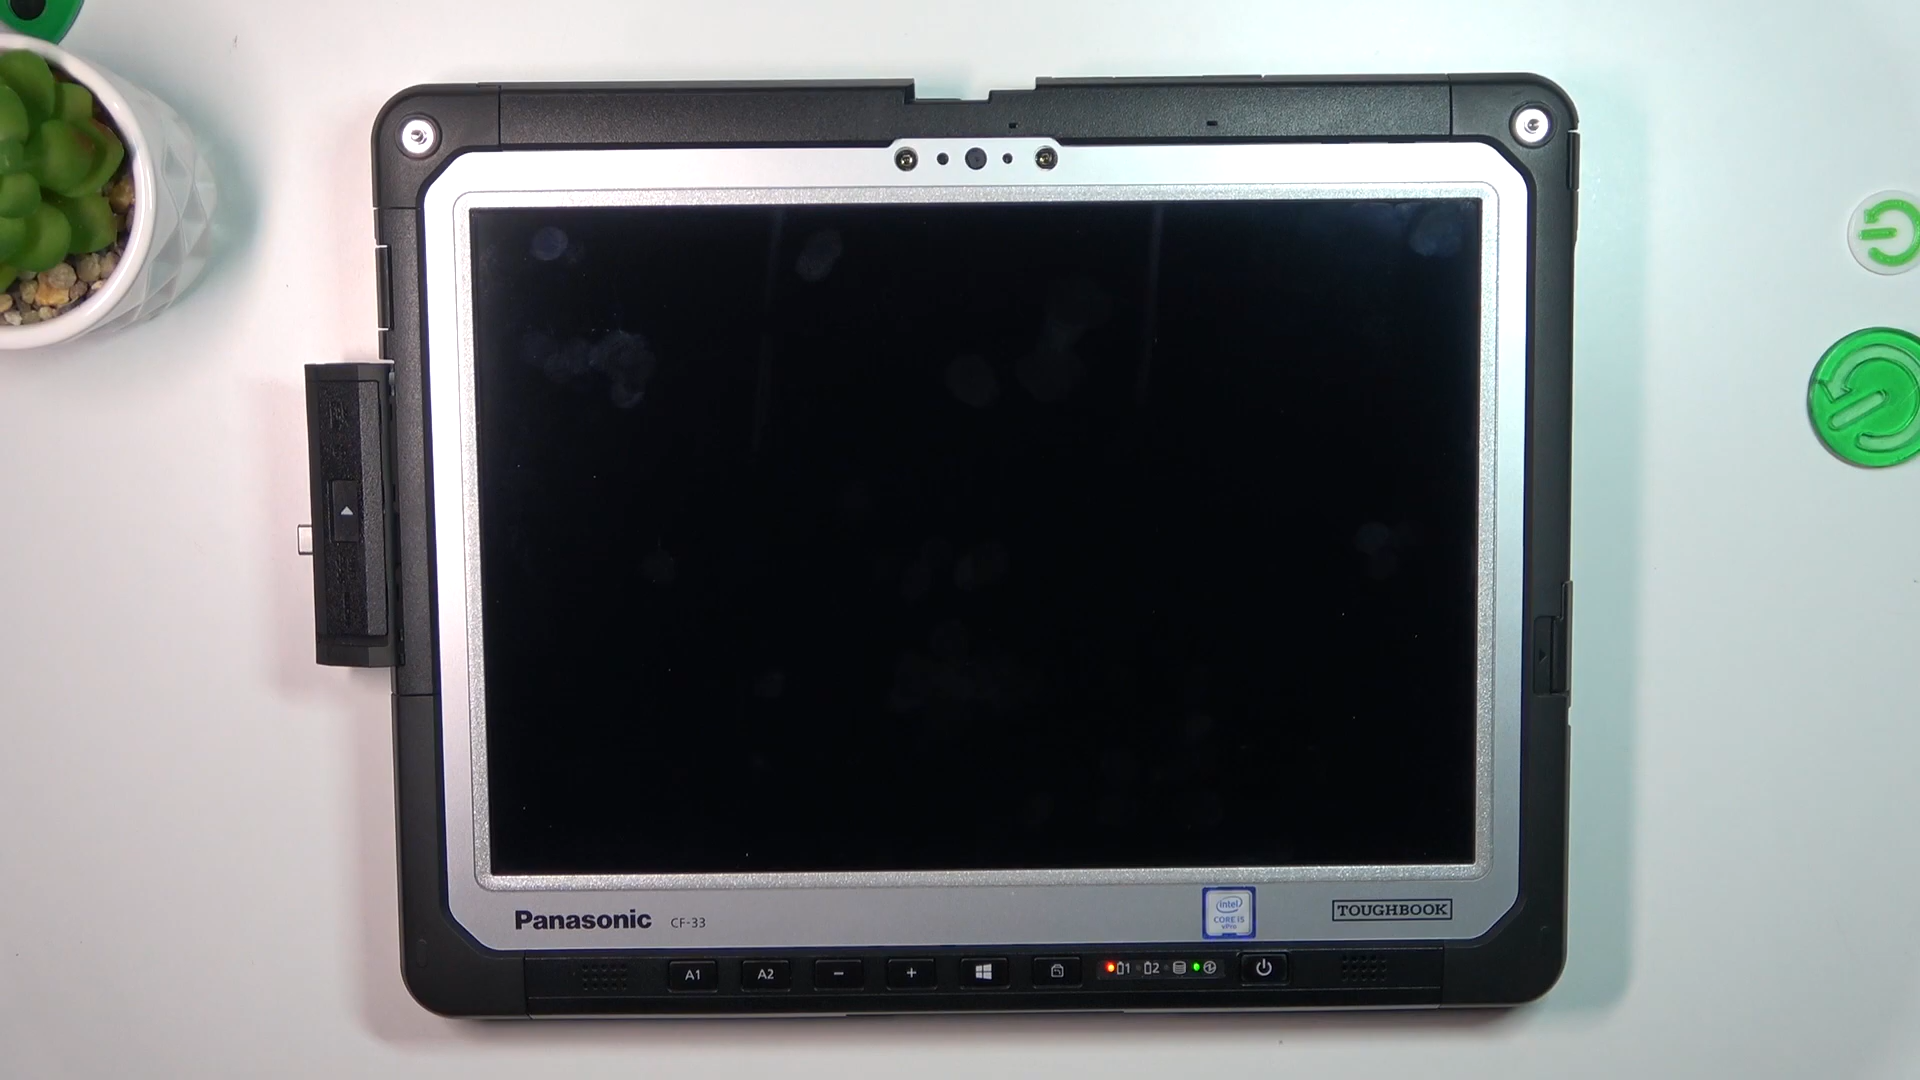 Panasonic CF-33
intel
CORE i5
vPro
TOUGHBOOK
A1 A2 - + 1 2